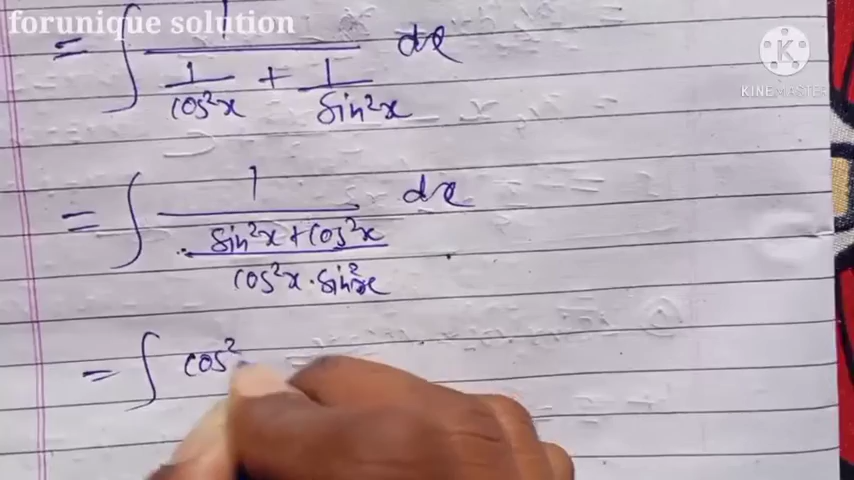 forunique solution
= ∫ 1 / (1/cos²x + 1/sin²x) dx
KINEMASTER
= ∫ 1 / ((sin²x + cos²x) / (cos²x · sin²x)) dx
= ∫ cos²